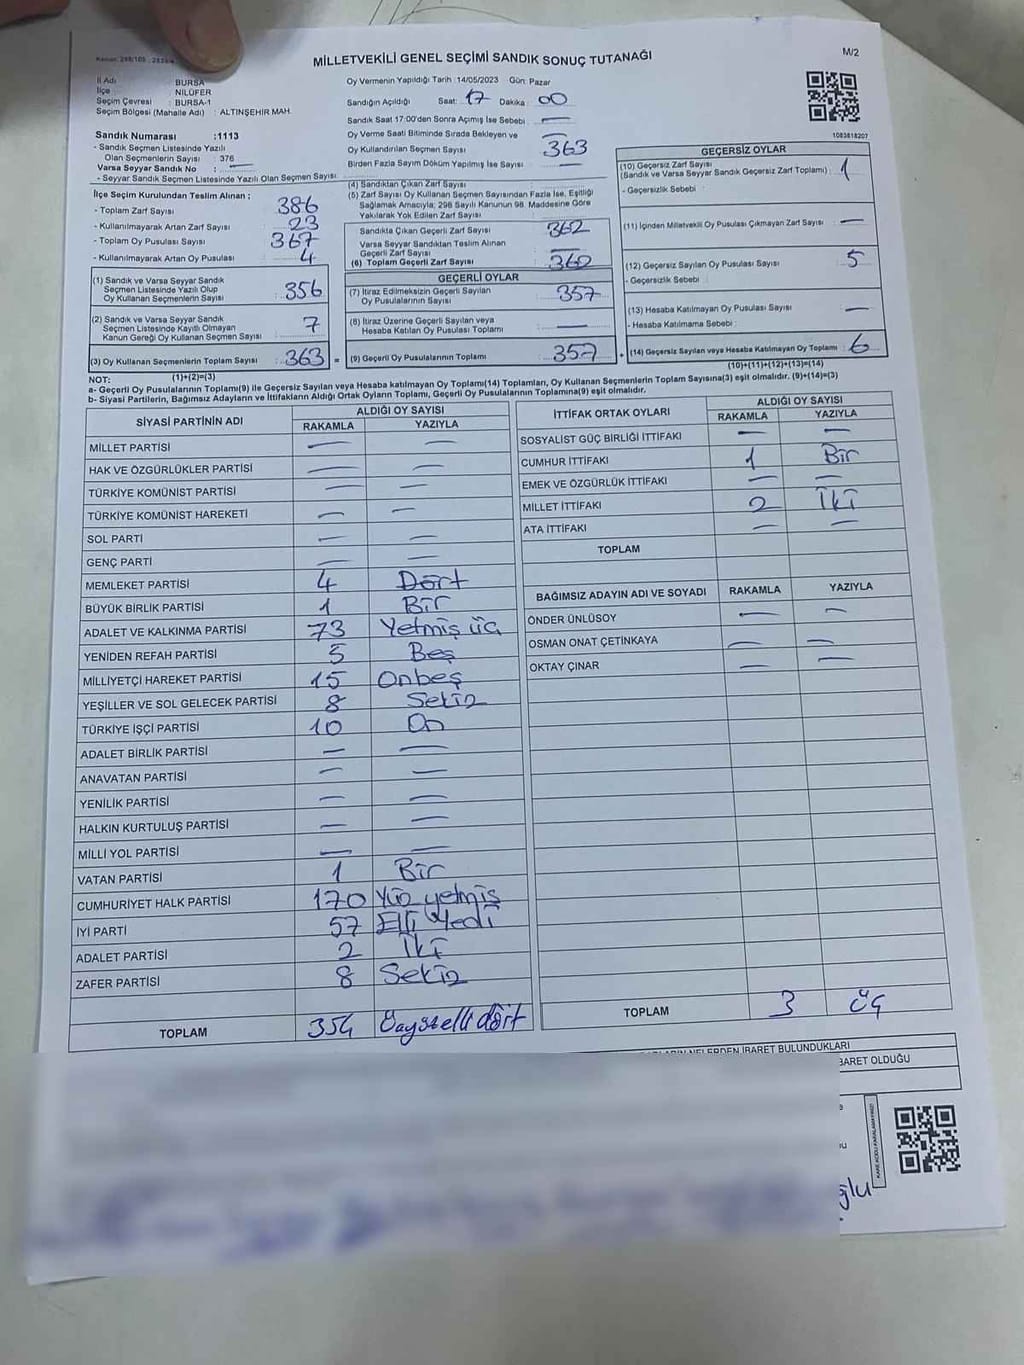 MİLLETVEKİLİ GENEL SEÇİMİ SANDIK SONUÇ TUTANAĞI
M/2
İl Adı : BURSA
İlçe : NİLÜFER
Seçim Çevresi : BURSA-1
Seçim Bölgesi (Mahalle Adı) : ALTINŞEHİR MAH.
Sandık Numarası :1113
- Sandık Seçmen Listesinde Yazılı
Olan Seçmenlerin Sayısı : 376
Varsa Seyyar Sandık No : —
- Seyyar Sandık Seçmen Listesinde Yazılı Olan Seçmen Sayısı
Oy Vermenin Yapıldığı Tarih :14/05/2023 Gün: Pazar
Sandığın Açıldığı Saat: 17 Dakika : 00
Sandık Saat 17:00'den Sonra Açımış İse Sebebi : —
Oy Verme Saati Bitiminde Sırada Bekleyen ve
Oy Kullandırılan Seçmen Sayısı : 363
Birden Fazla Sayım Döküm Yapılmış İse Sayısı : —
1083818207
İlçe Seçim Kurulundan Teslim Alınan ;
- Toplam Zarf Sayısı : 386
- Kullanılmayarak Artan Zarf Sayısı : 23
- Toplam Oy Pusulası Sayısı : 367
- Kullanılmayarak Artan Oy Pusulası : 4
(1) Sandık ve Varsa Seyyar Sandık
Seçmen Listesinde Yazılı Olup
Oy Kullanan Seçmenlerin Sayısı : 356
(2) Sandık ve Varsa Seyyar Sandık
Seçmen Listesinde Kayıtlı Olmayan
Kanun Gereği Oy Kullanan Seçmen Sayısı : 7
(3) Oy Kullanan Seçmenlerin Toplam Sayısı : 363 =
(1)+(2)=(3)
(4) Sandıktan Çıkan Zarf Sayısı
(5) Zarf Sayısı Oy Kullanan Seçmen Sayısından Fazla İse, Eşitliği
Sağlamak Amacıyla; 298 Sayılı Kanunun 98. Maddesine Göre
Yakılarak Yok Edilen Zarf Sayısı :
Sandıkta Çıkan Geçerli Zarf Sayısı : 362
Varsa Seyyar Sandıktan Teslim Alınan
Geçerli Zarf Sayısı : —
(6) Toplam Geçerli Zarf Sayısı : 362
GEÇERLİ OYLAR
(7) İtiraz Edilmeksizin Geçerli Sayılan
Oy Pusulalarının Sayısı : 357
(8) İtiraz Üzerine Geçerli Sayılan veya
Hesaba Katılan Oy Pusulası Toplamı : —
(9) Geçerli Oy Pusulalarının Toplamı : 357 +
GEÇERSİZ OYLAR
(10) Geçersiz Zarf Sayısı
(Sandık ve Varsa Seyyar Sandık Geçersiz Zarf Toplamı) : 1
- Geçersizlik Sebebi :
(11) İçinden Milletvekili Oy Pusulası Çıkmayan Zarf Sayısı : —
(12) Geçersiz Sayılan Oy Pusulası Sayısı : 5
- Geçersizlik Sebebi :
(13) Hesaba Katılmayan Oy Pusulası Sayısı : —
- Hesaba Katılmama Sebebi :
(14) Geçersiz Sayılan veya Hesaba Katılmayan Oy Toplamı : 6
(10)+(11)+(12)+(13)=(14)
NOT:
a- Geçerli Oy Pusulalarının Toplamı(9) ile Geçersiz Sayılan veya Hesaba katılmayan Oy Toplamı(14) Toplamları, Oy Kullanan Seçmenlerin Toplam Sayısına(3) eşit olmalıdır. (9)+(14)=(3)
b- Siyasi Partilerin, Bağımsız Adayların ve İttifakların Aldığı Ortak Oyların Toplamı, Geçerli Oy Pusulalarının Toplamına(9) eşit olmalıdır.
SİYASİ PARTİNİN ADI ALDIĞI OY SAYISI
RAKAMLA YAZIYLA
MİLLET PARTİSİ — —
HAK VE ÖZGÜRLÜKLER PARTİSİ — —
TÜRKİYE KOMÜNİST PARTİSİ — —
TÜRKİYE KOMÜNİST HAREKETİ — —
SOL PARTİ — —
GENÇ PARTİ — —
MEMLEKET PARTİSİ 4 Dört
BÜYÜK BİRLİK PARTİSİ 1 Bir
ADALET VE KALKINMA PARTİSİ 73 Yetmiş üç
YENİDEN REFAH PARTİSİ 5 Beş
MİLLİYETÇİ HAREKET PARTİSİ 15 Onbeş
YEŞİLLER VE SOL GELECEK PARTİSİ 8 Sekiz
TÜRKİYE İŞÇİ PARTİSİ 10 On
ADALET BİRLİK PARTİSİ — —
ANAVATAN PARTİSİ — —
YENİLİK PARTİSİ — —
HALKIN KURTULUŞ PARTİSİ — —
MİLLİ YOL PARTİSİ — —
VATAN PARTİSİ 1 Bir
CUMHURİYET HALK PARTİSİ 170 Yüz yetmiş
İYİ PARTİ 57 Elli Yedi
ADALET PARTİSİ 2 İki
ZAFER PARTİSİ 8 Sekiz
TOPLAM 354 Üçyüzelli dört
İTTİFAK ORTAK OYLARI ALDIĞI OY SAYISI
RAKAMLA YAZIYLA
SOSYALİST GÜÇ BİRLİĞİ İTTİFAKI — —
CUMHUR İTTİFAKI 1 Bir
EMEK VE ÖZGÜRLÜK İTTİFAKI — —
MİLLET İTTİFAKI 2 İki
ATA İTTİFAKI — —
TOPLAM
BAĞIMSIZ ADAYIN ADI VE SOYADI RAKAMLA YAZIYLA
ÖNDER ÜNLÜSOY — —
OSMAN ONAT ÇETİNKAYA — —
OKTAY ÇINAR — —
TOPLAM 3 üç
NELERDEN İBARET BULUNDUKLARI
BARET OLDUĞU
KARE KODU KARALAMAYINIZ!